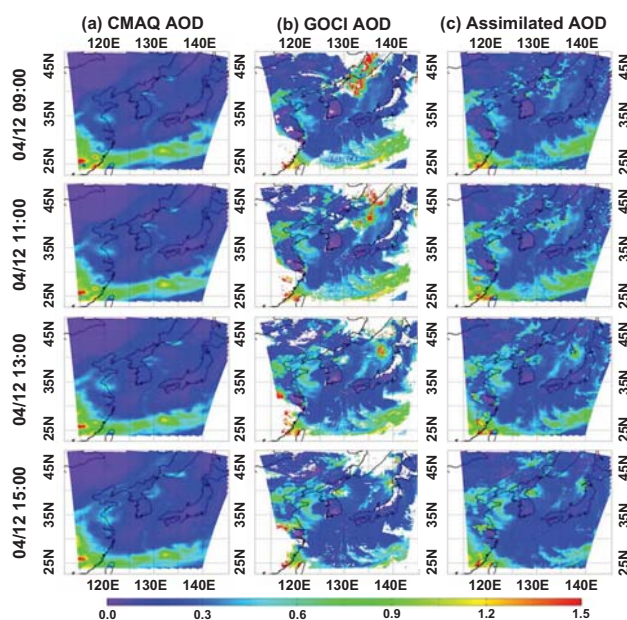 (a) CMAQ AOD (b) GOCI AOD (c) Assimilated AOD
120E 130E 140E 120E 130E 140E 120E 130E 140E
04/12 09:00 45N 35N 25N 45N 35N 25N 45N 35N 25N
04/12 11:00 45N 35N 25N 45N 35N 25N 45N 35N 25N
04/12 13:00 45N 35N 25N 45N 35N 25N 45N 35N 25N
04/12 15:00 45N 35N 25N 45N 35N 25N 45N 35N 25N
120E 130E 140E 120E 130E 140E 120E 130E 140E
0.0 0.3 0.6 0.9 1.2 1.5